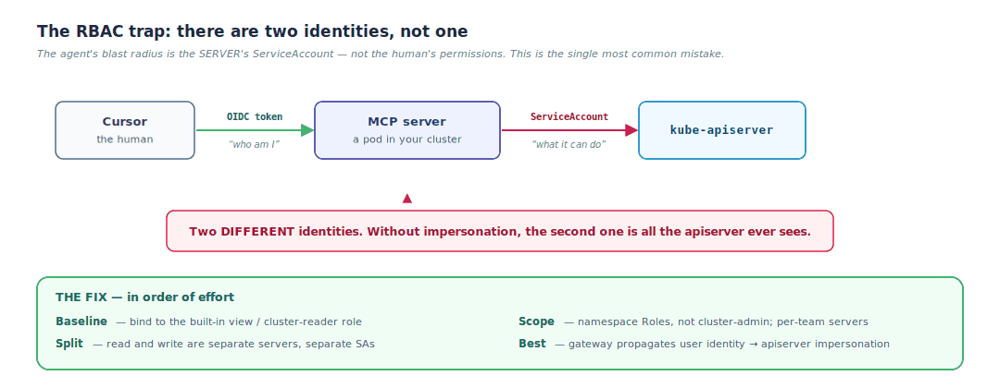 The RBAC trap: there are two identities, not one
The agent's blast radius is the SERVER's ServiceAccount — not the human's permissions. This is the single most common mistake.
Cursor
the human
OIDC token
“who am I”
MCP server
a pod in your cluster
ServiceAccount
“what it can do”
kube-apiserver
Two DIFFERENT identities. Without impersonation, the second one is all the apiserver ever sees.
THE FIX — in order of effort
Baseline — bind to the built-in view / cluster-reader role
Scope — namespace Roles, not cluster-admin; per-team servers
Split — read and write are separate servers, separate SAs
Best — gateway propagates user identity → apiserver impersonation